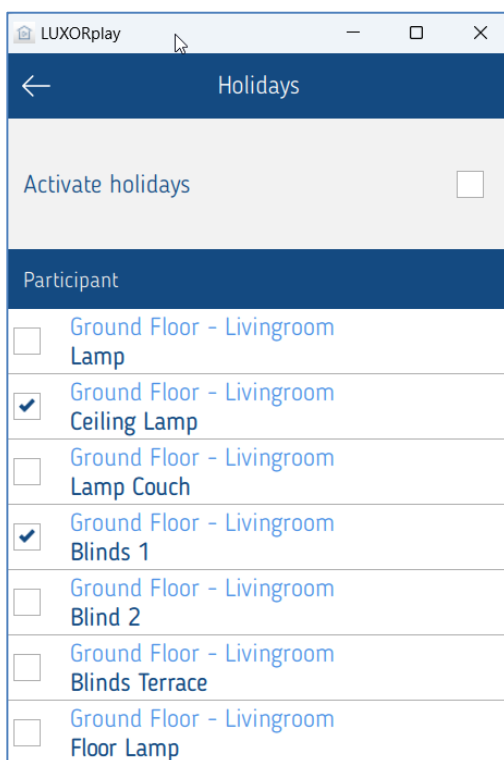 LUXORplay
Holidays
Activate holidays
Participant
Ground Floor - Livingroom
Lamp
Ground Floor - Livingroom
Ceiling Lamp
Ground Floor - Livingroom
Lamp Couch
Ground Floor - Livingroom
Blinds 1
Ground Floor - Livingroom
Blind 2
Ground Floor - Livingroom
Blinds Terrace
Ground Floor - Livingroom
Floor Lamp